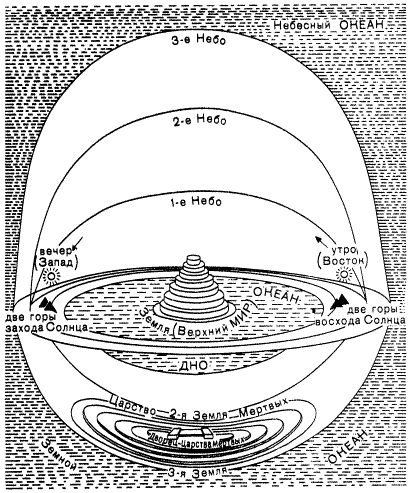 Небесный ОКЕАН
3-е Небо
2-е Небо
1-е Небо
вечер
(Запад)
утро
(Восток)
ОКЕАН
две горы
захода Солнца
Земля (Верхний МИР)
две горы
восхода Солнца
ДНО
Царство—2-я Земля—Мертвых
Дворец-царства мертвых
3-я Земля
Земной ОКЕАН